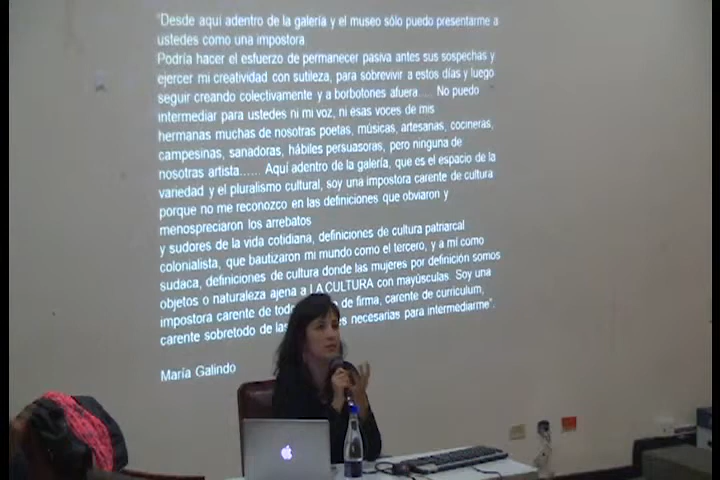 "Desde aquí adentro de la galería y el museo sólo puedo presentarme a
ustedes como una impostora
Podría hacer el esfuerzo de permanecer pasiva antes sus sospechas y
ejercer mi creatividad con sutileza, para sobrevivir a estos días y luego
seguir creando colectivamente y a borbotones afuera.... No puedo
intermediar para ustedes ni mi voz, ni esas voces de mis
hermanas muchas de nosotras poetas, músicas, artesanas, cocineras,
campesinas, sanadoras, hábiles persuasoras, pero ninguna de
nosotras artista...... Aquí adentro de la galería, que es el espacio de la
variedad y el pluralismo cultural, soy una impostora carente de cultura
porque no me reconozco en las definiciones que obviaron y
menospreciaron los arrebatos
y sudores de la vida cotidiana, definiciones de cultura patriarcal
colonialista, que bautizaron mi mundo como el tercero, y a mí como
sudaca, definiciones de cultura donde las mujeres por definición somos
objetos o naturaleza ajena a LA CULTURA con mayúsculas. Soy una
impostora carente de de firma, carente de curriculum,
carente sobretodo de necesarias para intermediarme".
María Galindo